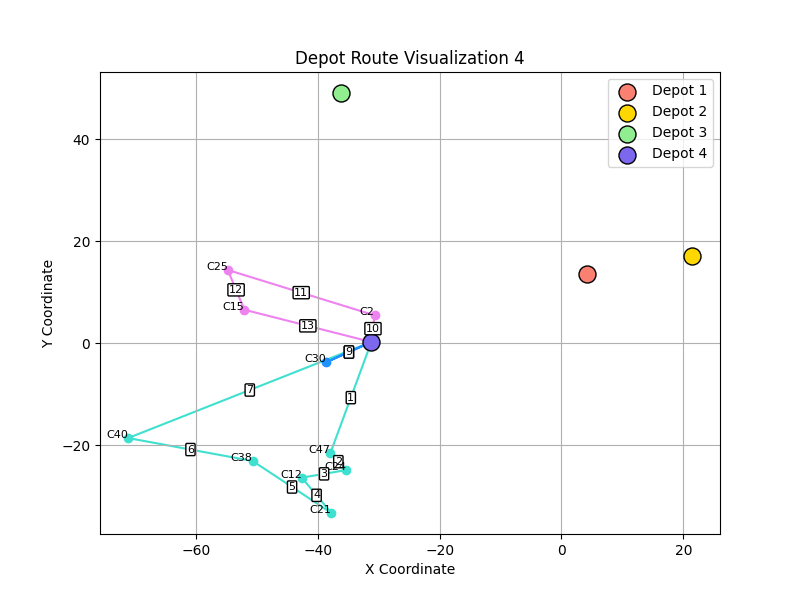 Depot Route Visualization 4
Depot 1
Depot 2
Depot 3
Depot 4
Y Coordinate
40
20
0
−20
C25
12
11
C15
C2
13
10
C30
9
7
1
C40
6
C38
C47
2
C12
3
5
4
C21
−60
−40
−20
0
20
X Coordinate